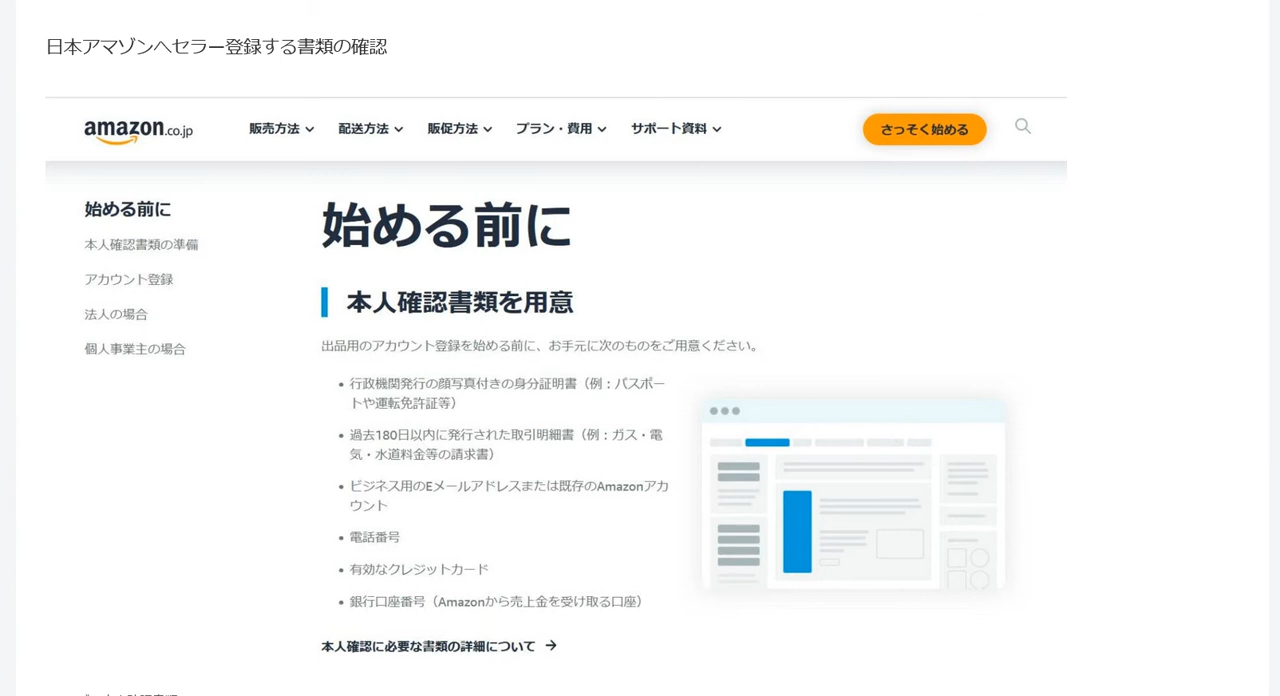 日本アマゾンへセラー登録する書類の確認
amazon.co.jp 販売方法 配送方法 販促方法 プラン・費用 サポート資料 さっそく始める
始める前に
本人確認書類の準備
アカウント登録
法人の場合
個人事業主の場合
始める前に
本人確認書類を用意
出品用のアカウント登録を始める前に、お手元に次のものをご用意ください。
• 行政機関発行の顔写真付きの身分証明書（例：パスポー
トや運転免許証等）
• 過去180日以内に発行された取引明細書（例：ガス・電
気・水道料金等の請求書）
• ビジネス用のEメールアドレスまたは既存のAmazonアカ
ウント
• 電話番号
• 有効なクレジットカード
• 銀行口座番号（Amazonから売上金を受け取る口座）
本人確認に必要な書類の詳細について →